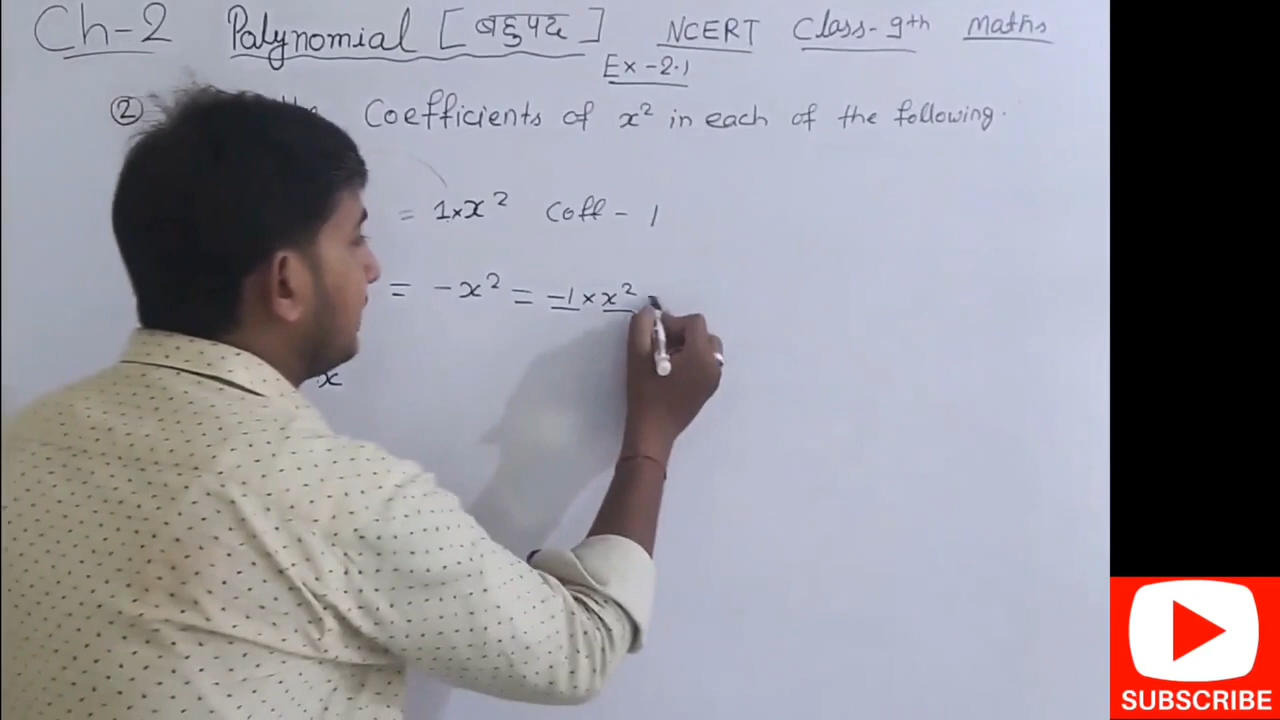 Ch-2 Polynomial [बहुपद] NCERT Class-9th Maths
Ex-2.1
② the Coefficients of x² in each of the following.
= 1×x² Coff - 1
= -x² = -1 × x²
x
SUBSCRIBE